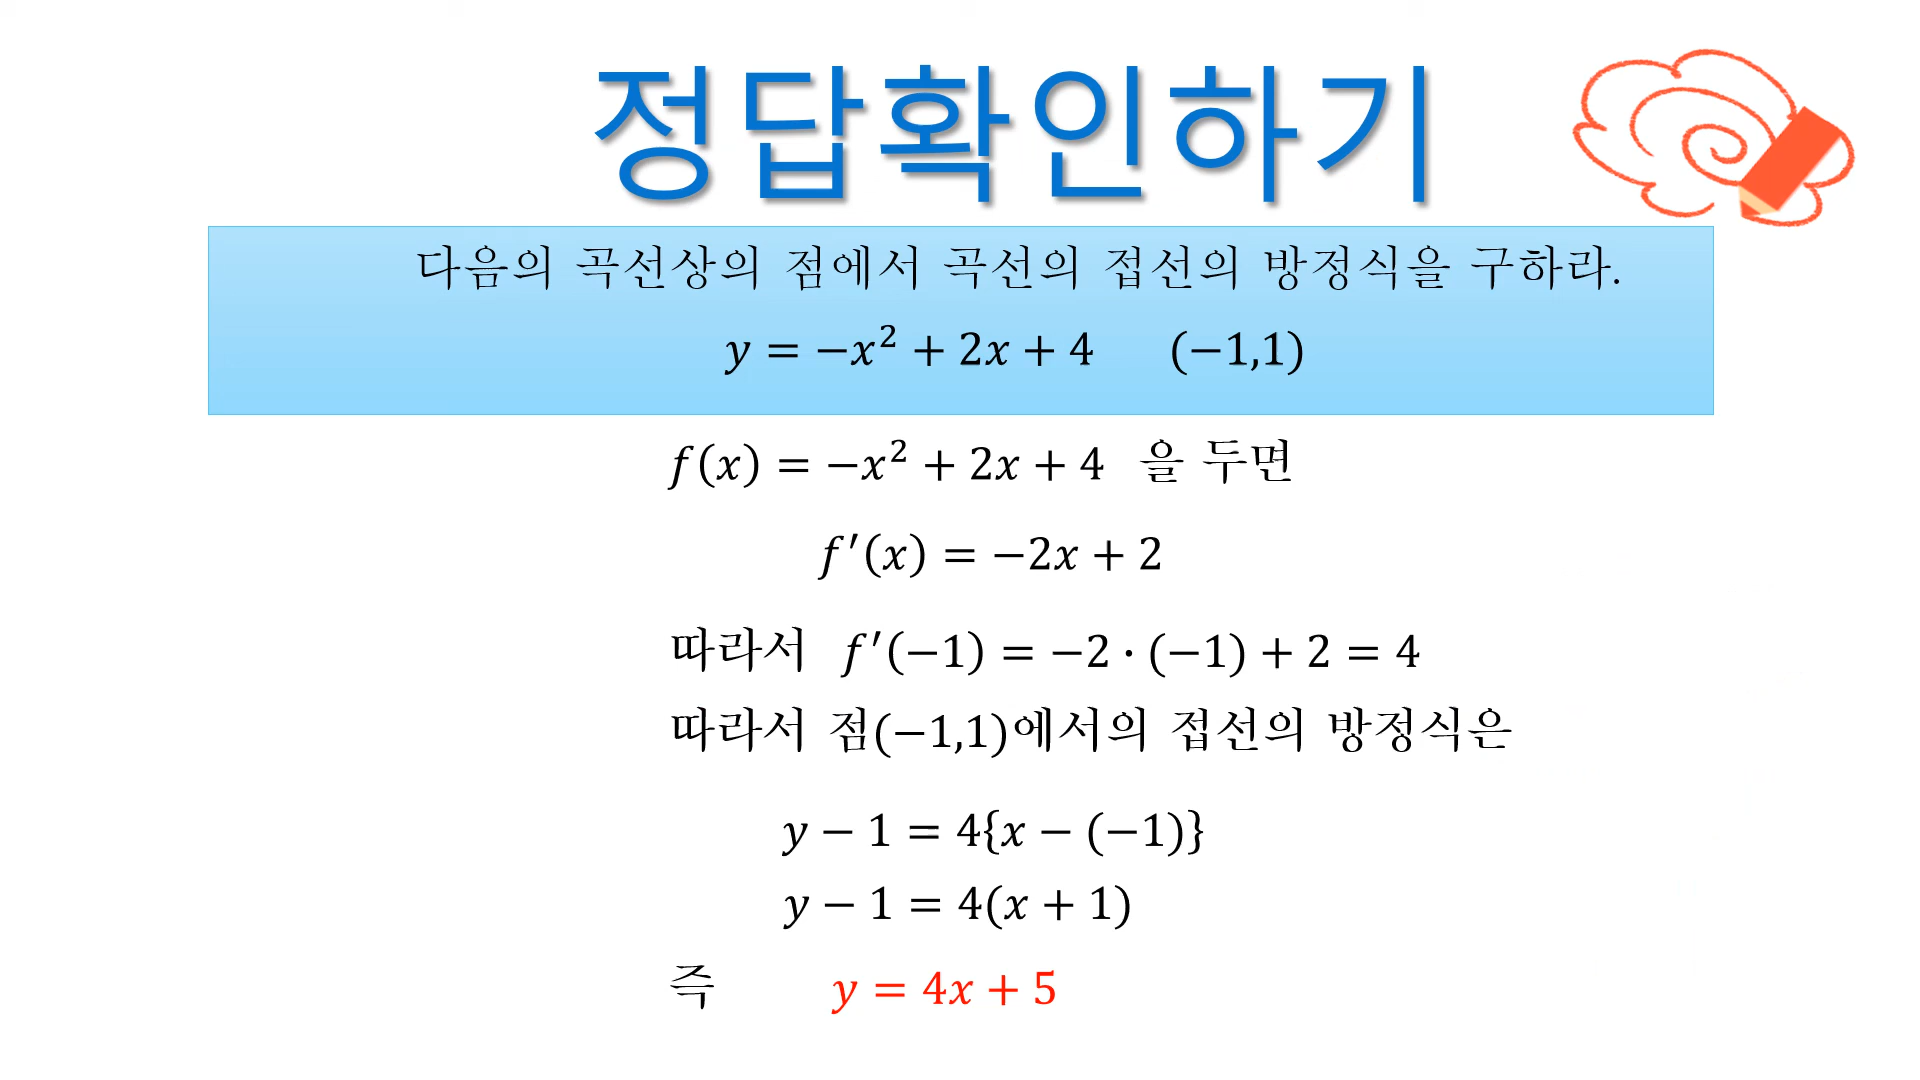 정답확인하기
다음의 곡선상의 점에서 곡선의 접선의 방정식을 구하라.
y = −x² + 2x + 4 (−1,1)
f(x) = −x² + 2x + 4 을 두면
f′(x) = −2x + 2
따라서 f′(−1) = −2 · (−1) + 2 = 4
따라서 점(−1,1)에서의 접선의 방정식은
y − 1 = 4{x − (−1)}
y − 1 = 4(x + 1)
즉 y = 4x + 5